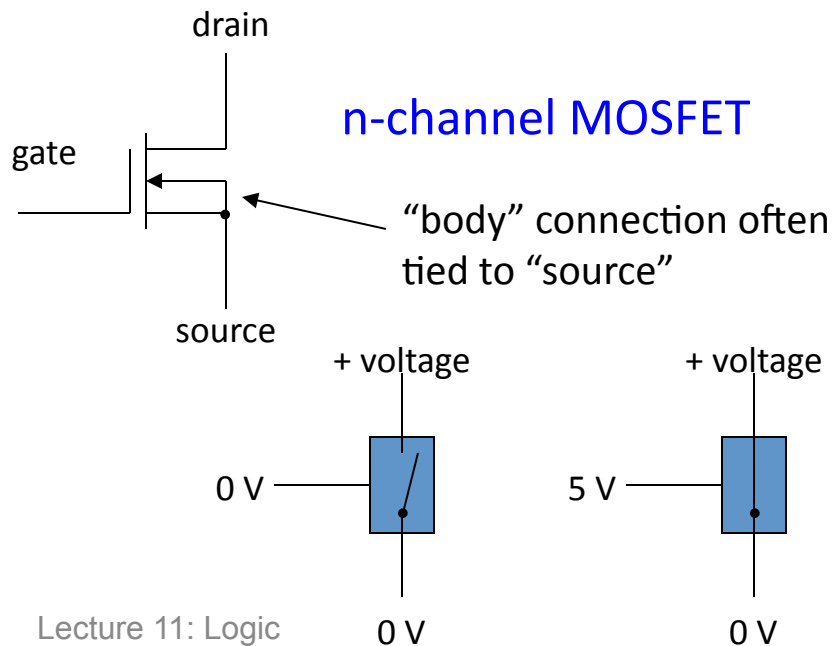 drain
n-channel MOSFET
gate
“body” connection often
tied to “source”
source
+ voltage
+ voltage
0 V
5 V
Lecture 11: Logic
0 V
0 V